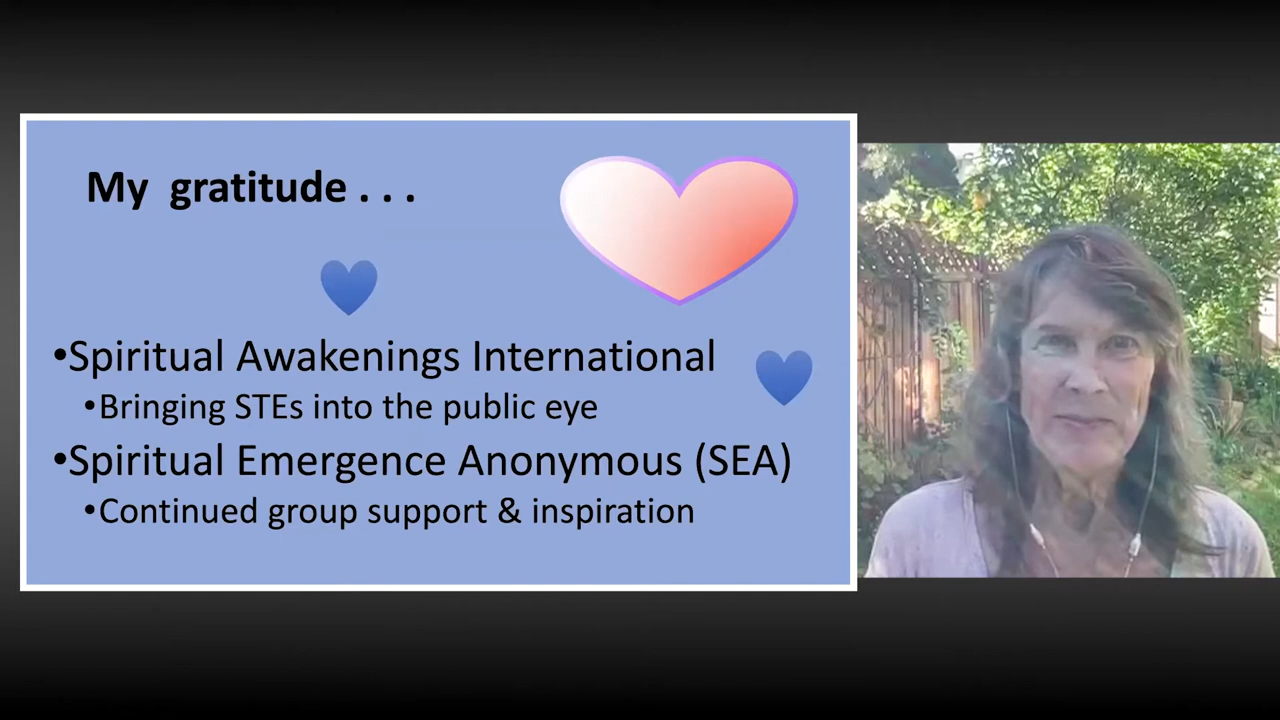 My gratitude . . .
•Spiritual Awakenings International
•Bringing STEs into the public eye
•Spiritual Emergence Anonymous (SEA)
•Continued group support & inspiration